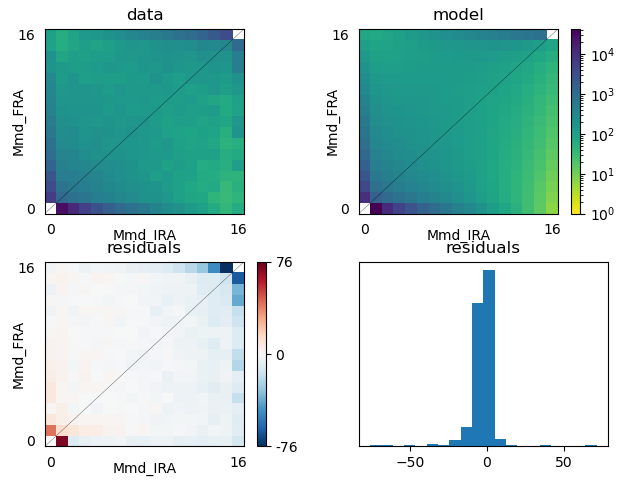 data
model
16
Mmd_FRA
0
0
16
Mmd_IRA
16
Mmd_FRA
0
0
16
Mmd_IRA
10^4
10^3
10^2
10^1
10^0
residuals
residuals
16
Mmd_FRA
0
0
16
Mmd_IRA
76
0
-76
−50
0
50